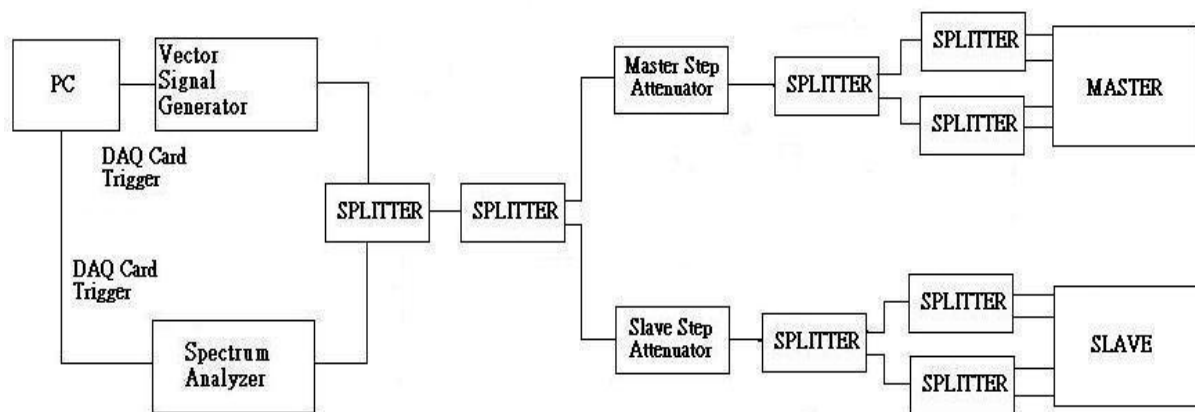 PC
Vector
Signal
Generator
DAQ Card
Trigger
DAQ Card
Trigger
Spectrum
Analyzer
SPLITTER
SPLITTER
Master Step
Attenuator
SPLITTER
SPLITTER
SPLITTER
MASTER
Slave Step
Attenuator
SPLITTER
SPLITTER
SPLITTER
SLAVE